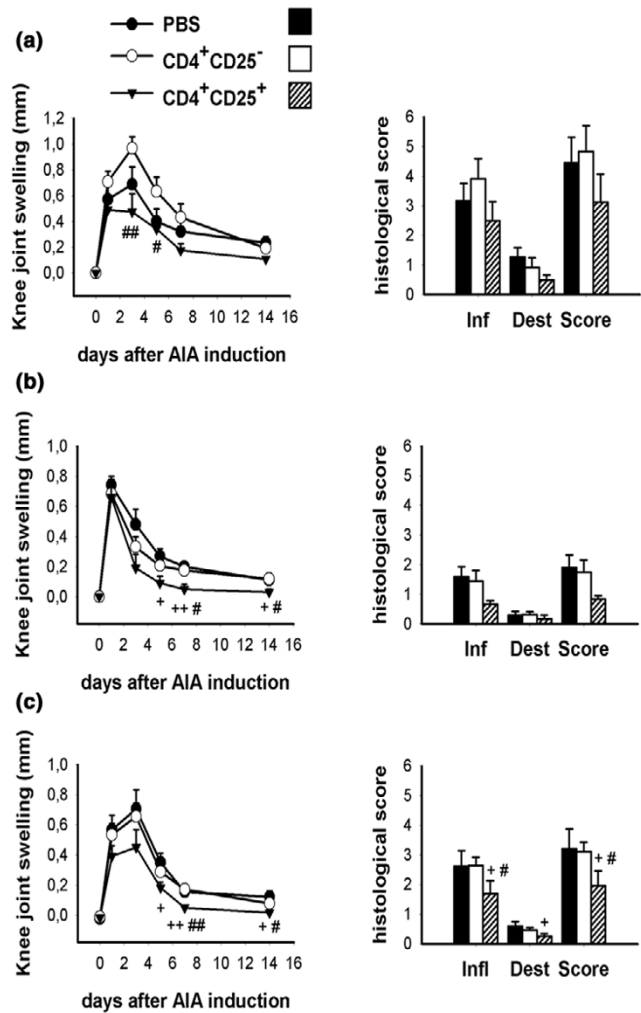 (a)
PBS
CD4+CD25-
CD4+CD25+
Knee joint swelling (mm)
1,2
1,0
0,8
0,6
0,4
0,2
0,0
## #
0 2 4 6 8 10 12 14 16
days after AIA induction
histological score
6
5
4
3
2
1
0
Inf Dest Score
(b)
Knee joint swelling (mm)
1,0
0,8
0,6
0,4
0,2
0,0
+ ++ # + #
0 2 4 6 8 10 12 14 16
days after AIA induction
histological score
6
5
4
3
2
1
0
Inf Dest Score
(c)
Knee joint swelling (mm)
1,0
0,8
0,6
0,4
0,2
0,0
+ ++ ## + #
0 2 4 6 8 10 12 14 16
days after AIA induction
histological score
6
5
4
3
2
1
0
+ # + + #
Infl Dest Score